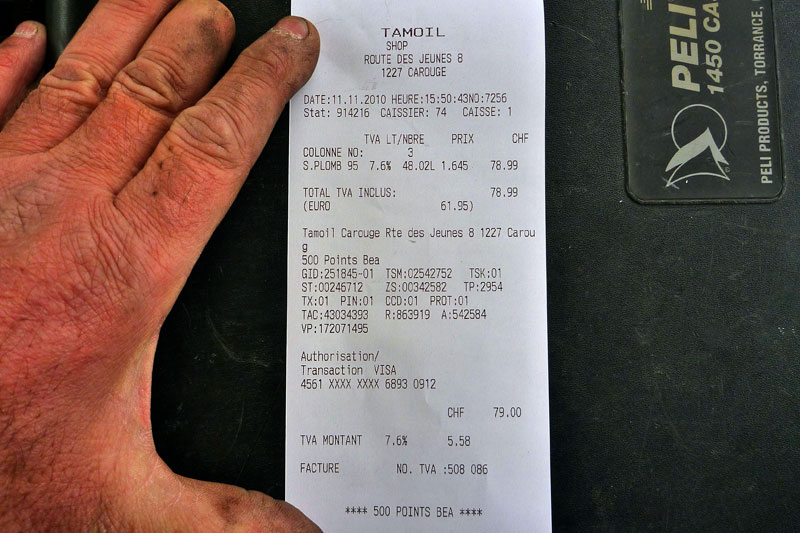 TAMOIL
SHOP
ROUTE DES JEUNES 8
1227 CAROUGE
DATE:11.11.2010 HEURE:15:50:43NO:7256
Stat: 914216 CAISSIER: 74 CAISSE: 1
TVA LT/NBRE PRIX CHF
COLONNE NO: 3
S.PLOMB 95 7.6% 48.02L 1.645 78.99
TOTAL TVA INCLUS: 78.99
(EURO 61.95)
Tamoil Carouge Rte des Jeunes 8 1227 Carou
g
500 Points Bea
GID:251845-01 TSM:02542752 TSK:01
ST:00246712 ZS:00342582 TP:2954
TX:01 PIN:01 CCD:01 PROT:01
TAC:43034393 R:863919 A:542584
VP:172071495
Authorisation/
Transaction VISA
4561 XXXX XXXX 6893 0912
CHF 79.00
TVA MONTANT 7.6% 5.58
FACTURE NO. TVA :508 086
**** 500 POINTS BEA ****
PELI
1450 CA
PELI PRODUCTS, TORRANCE,